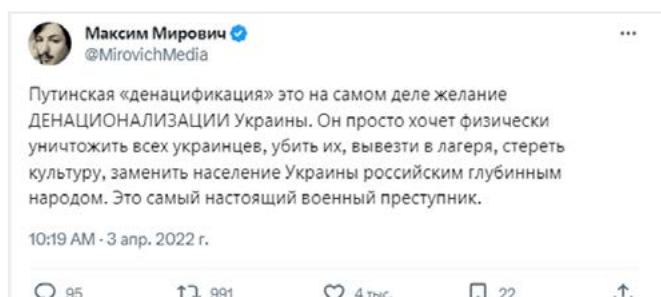 Максим Мирович
@MirovichMedia
Путинская «денацификация» это на самом деле желание
ДЕНАЦИОНАЛИЗАЦИИ Украины. Он просто хочет физически
уничтожить всех украинцев, убить их, вывезти в лагеря, стереть
культуру, заменить население Украины российским глубинным
народом. Это самый настоящий военный преступник.
10:19 AM · 3 апр. 2022 г.
95 991 4 тыс. 22